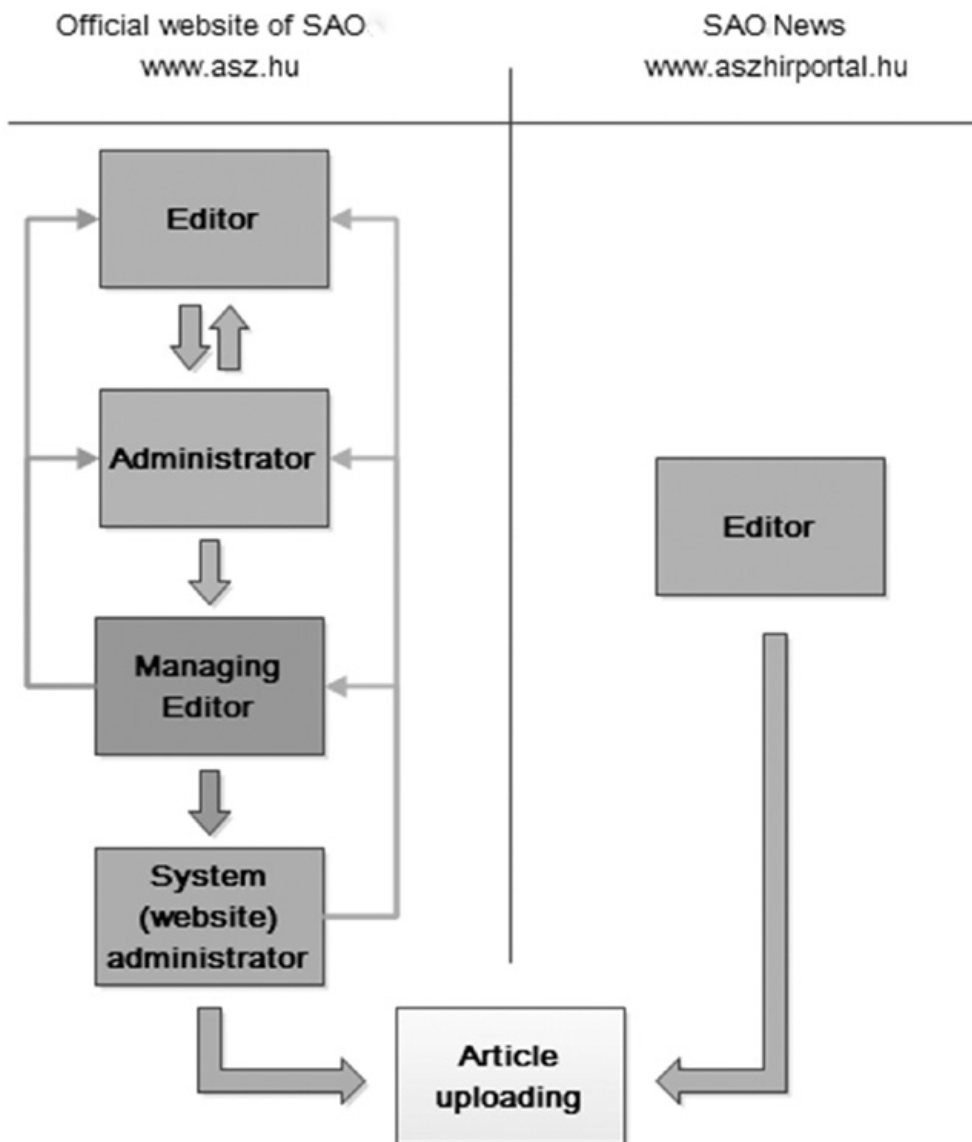 Official website of SAO
www.asz.hu
SAO News
www.aszhirportal.hu
Editor
Administrator
Editor
Managing
Editor
System
(website)
administrator
Article
uploading